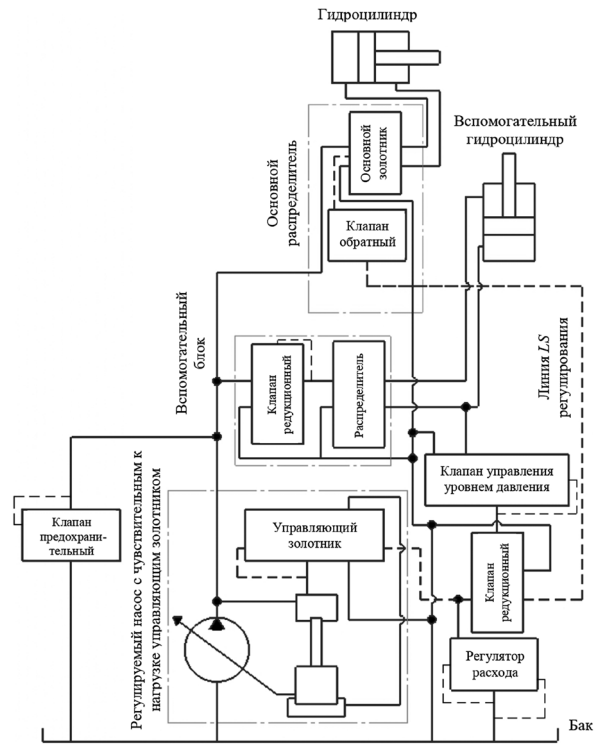 Гидроцилиндр
Вспомогательный
гидроцилиндр
Основной
распределитель
Основной
золотник
Клапан
обратный
Вспомогательный
блок
Клапан
редукционный
Распределитель
Линия LS
регулирования
Клапан управления
уровнем давления
Клапан
предохрани-
тельный
Регулируемый насос с чувствительным к
нагрузке управляющим золотником
Управляющий
золотник
Клапан
редукционный
Регулятор
расхода
Бак